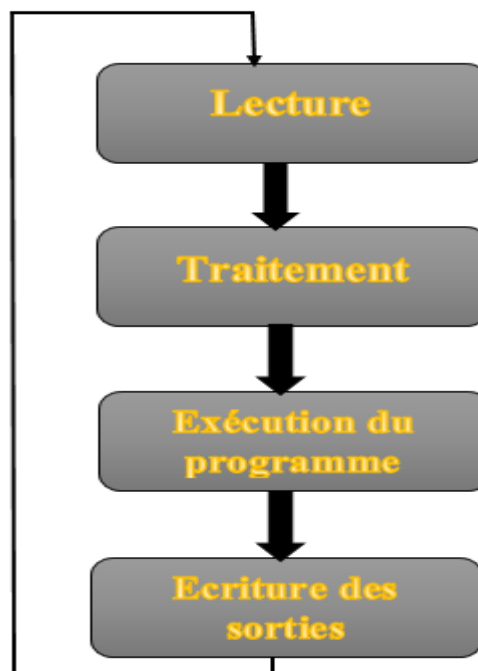 Lecture
Traitement
Exécution du
programme
Ecriture des
sorties